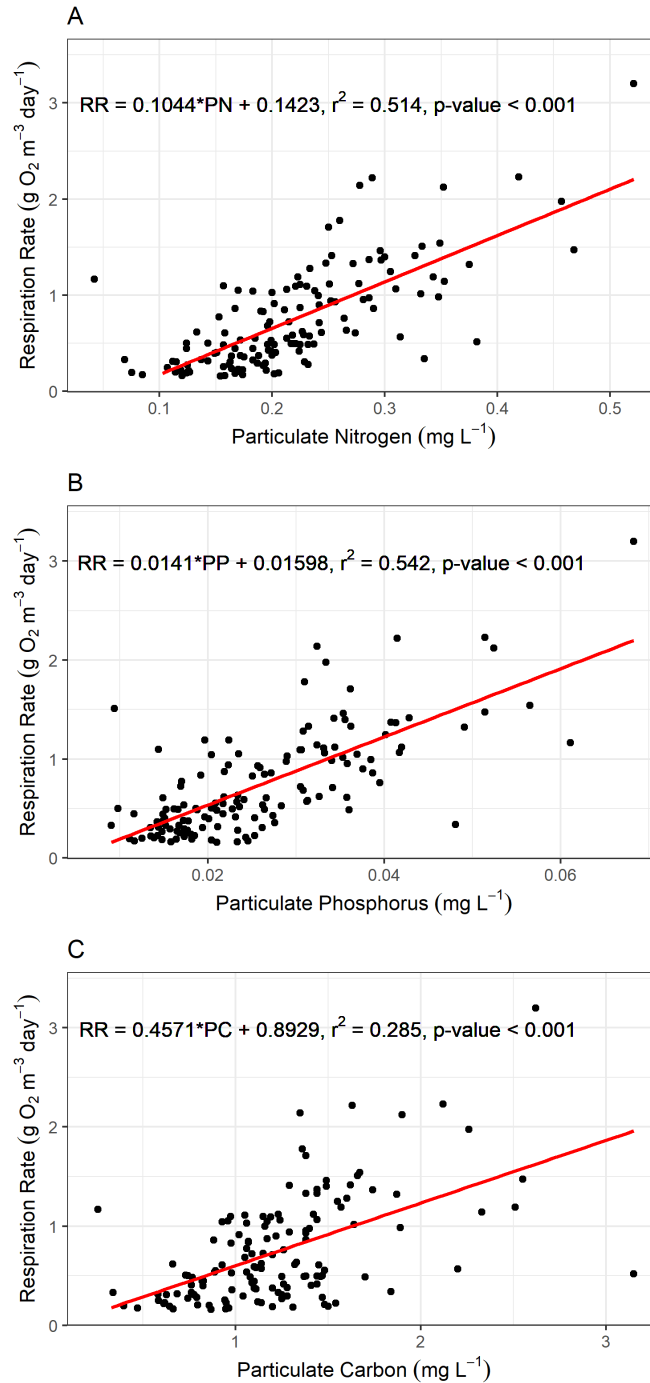 A
RR = 0.1044*PN + 0.1423, r² = 0.514, p-value < 0.001
3
2
1
0
Respiration Rate (g O₂ m⁻³ day⁻¹)
0.1 0.2 0.3 0.4 0.5
Particulate Nitrogen (mg L⁻¹)
B
RR = 0.0141*PP + 0.01598, r² = 0.542, p-value < 0.001
3
2
1
0
Respiration Rate (g O₂ m⁻³ day⁻¹)
0.02 0.04 0.06
Particulate Phosphorus (mg L⁻¹)
C
RR = 0.4571*PC + 0.8929, r² = 0.285, p-value < 0.001
3
2
1
0
Respiration Rate (g O₂ m⁻³ day⁻¹)
1 2 3
Particulate Carbon (mg L⁻¹)